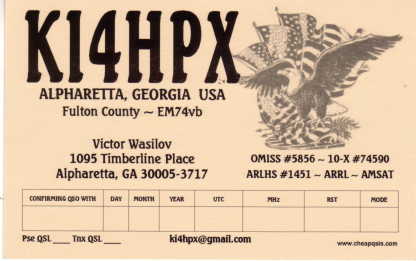 KI4HPX
ALPHARETTA, GEORGIA USA
Fulton County ~ EM74vb
Victor Wasilov
1095 Timberline Place
Alpharetta, GA 30005-3717
OMISS #5856 ~ 10-X #74590
ARLHS #1451 ~ ARRL ~ AMSAT
CONFIRMING QSO WITH DAY MONTH YEAR UTC MHz RST MODE
Pse QSL ___ Tnx QSL ___ ki4hpx@gmail.com www.cheapqsls.com